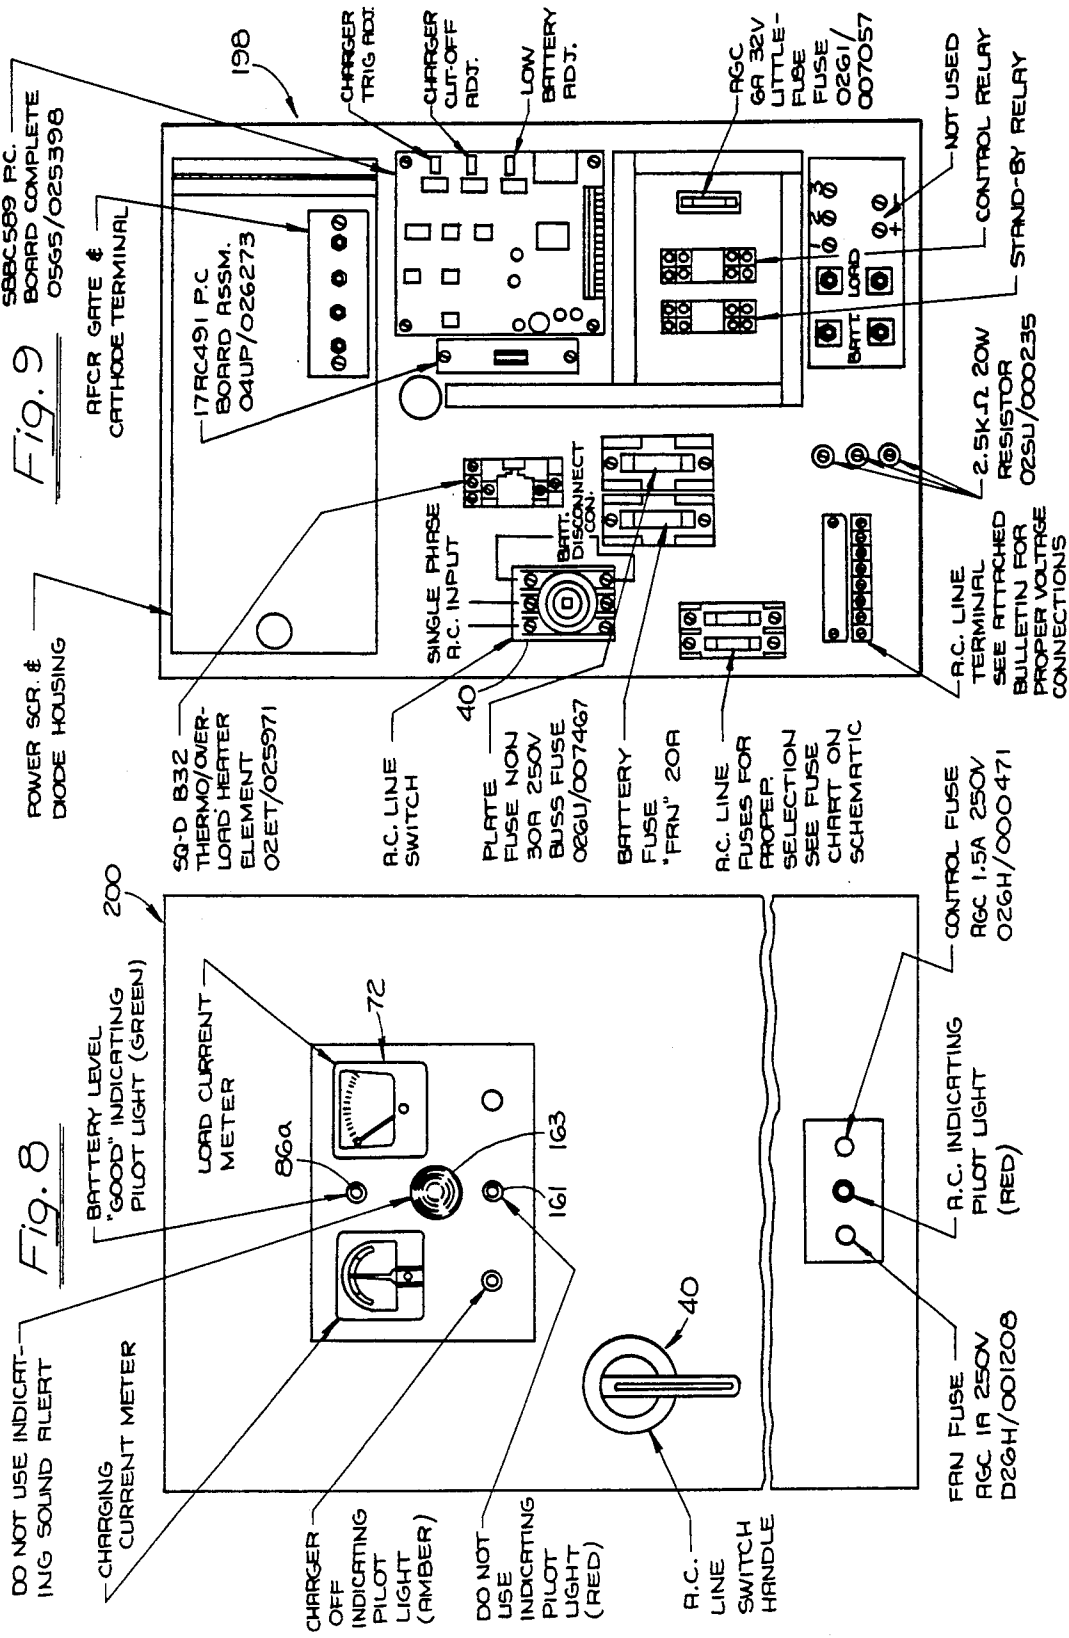 Fig. 8
DO NOT USE INDICAT-
ING SOUND ALERT
BATTERY LEVEL
"GOOD" INDICATING
PILOT LIGHT (GREEN)
200
CHARGING
CURRENT METER
LOAD CURRENT
METER
86a
72
163
161
CHARGER
OFF
INDICATING
PILOT
LIGHT
(AMBER)
DO NOT
USE
INDICATING
PILOT
LIGHT
(RED)
40
A.C.
LINE
SWITCH
HANDLE
FAN FUSE
AGC 1A 250V
D26H/001208
A.C. INDICATING
PILOT LIGHT
(RED)
CONTROL FUSE
AGC 1.5A 250V
026H/000471
Fig. 9
POWER SCR. &
DIODE HOUSING
AFCR GATE &
CATHODE TERMINAL
SBBC589 P.C.
BOARD COMPLETE
05G5/025398
198
SQ-D B32
THERMO/OVER-
LOAD HEATER
ELEMENT
02ET/025971
17RC491 P.C
BOARD ASSM.
04UP/026273
CHARGER
TRIG ADJ.
CHARGER
CUT-OFF
ADJ.
LOW
BATTERY
ADJ.
A.C. LINE
SWITCH
SINGLE PHASE
A.C. INPUT
40
BATT.
DISCONNECT
CON.
PLATE
FUSE NON
30A 250V
BUSS FUSE
026U/007467
BATTERY
FUSE
"FRN" 20A
AGC
6A 32V
LITTLE-
FUSE
FUSE
0261/
007057
A.C. LINE
FUSES FOR
PROPER
SELECTION
SEE FUSE
CHART ON
SCHEMATIC
BATT. LOAD
1 2 3
+ -
NOT USED
CONTROL RELAY
STAND-BY RELAY
A.C. LINE
TERMINAL
SEE ATTACHED
BULLETIN FOR
PROPER VOLTAGE
CONNECTIONS
2.5K Ω 20W
RESISTOR
02SU/000235